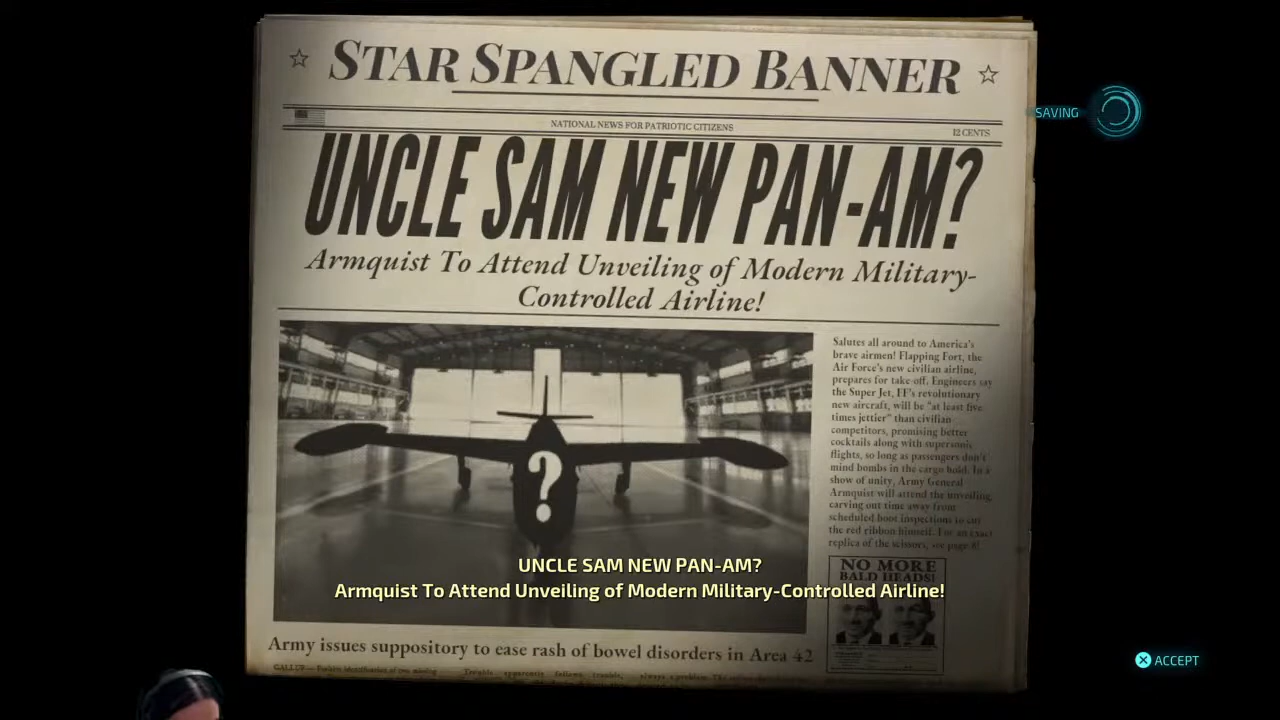 STAR SPANGLED BANNER
SAVING
NATIONAL NEWS FOR PATRIOTIC CITIZENS
12 CENTS
UNCLE SAM NEW PAN-AM?
Armquist To Attend Unveiling of Modern Military-
Controlled Airline!
Salutes all around to America's
brave airmen! Flapping Fort, the
Air Force's new civilian airline,
prepares for take-off. Engineers say
the Super Jet, FF's revolutionary
new aircraft, will be "at least five
times jettier" than civilian
competitors, promising better
cocktails along with supersonic
flights, so long as passengers don't
mind bombs in the cargo hold. In a
show of unity, Army General
Armquist will attend the unveiling,
carving out time away from
scheduled boot inspections to cut
the red ribbon himself. For an exact
replica of the scissors, see page 8!
?
UNCLE SAM NEW PAN-AM?
Armquist To Attend Unveiling of Modern Military-Controlled Airline!
NO MORE
BALD HEADS!
Army issues suppository to ease rash of bowel disorders in Area 42
Trouble apparently follows trouble,
always a problem
ACCEPT